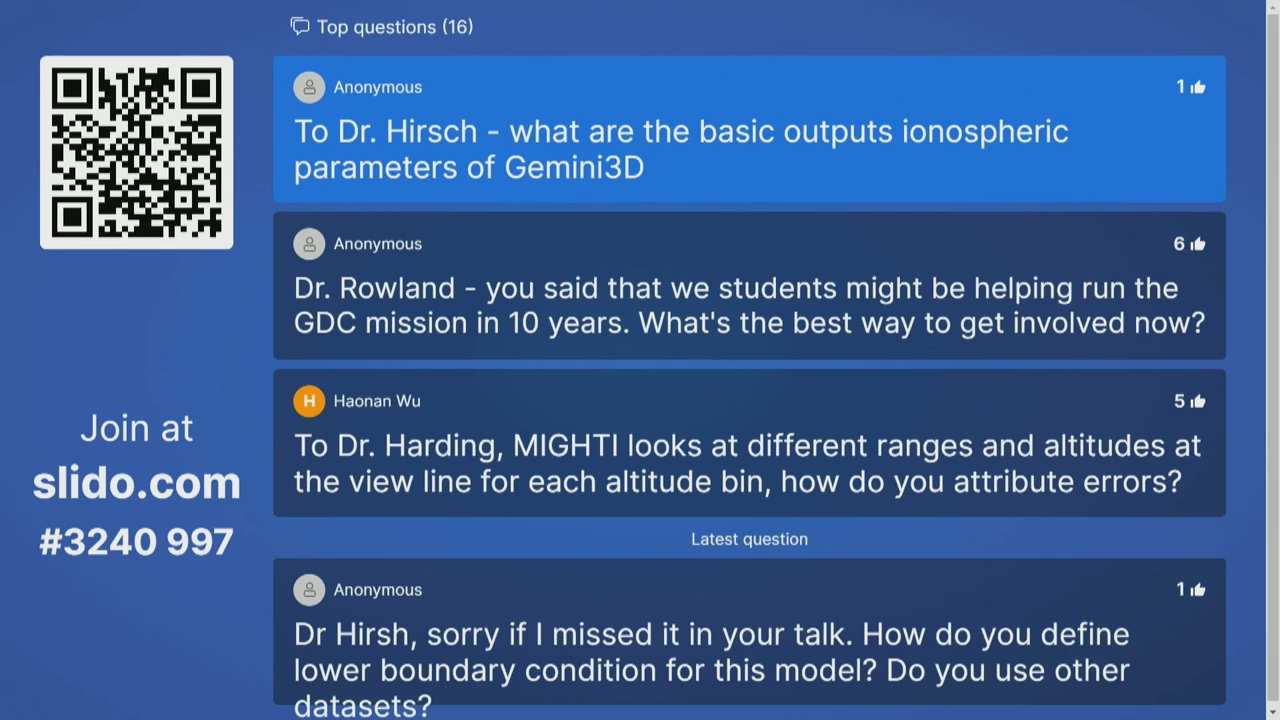 Top questions (16)
Anonymous
1
To Dr. Hirsch - what are the basic outputs ionospheric
parameters of Gemini3D
Anonymous
6
Dr. Rowland - you said that we students might be helping run the
GDC mission in 10 years. What's the best way to get involved now?
H
Haonan Wu
5
To Dr. Harding, MIGHTI looks at different ranges and altitudes at
the view line for each altitude bin, how do you attribute errors?
Join at
slido.com
#3240 997
Latest question
Anonymous
1
Dr Hirsh, sorry if I missed it in your talk. How do you define
lower boundary condition for this model? Do you use other
datasets?